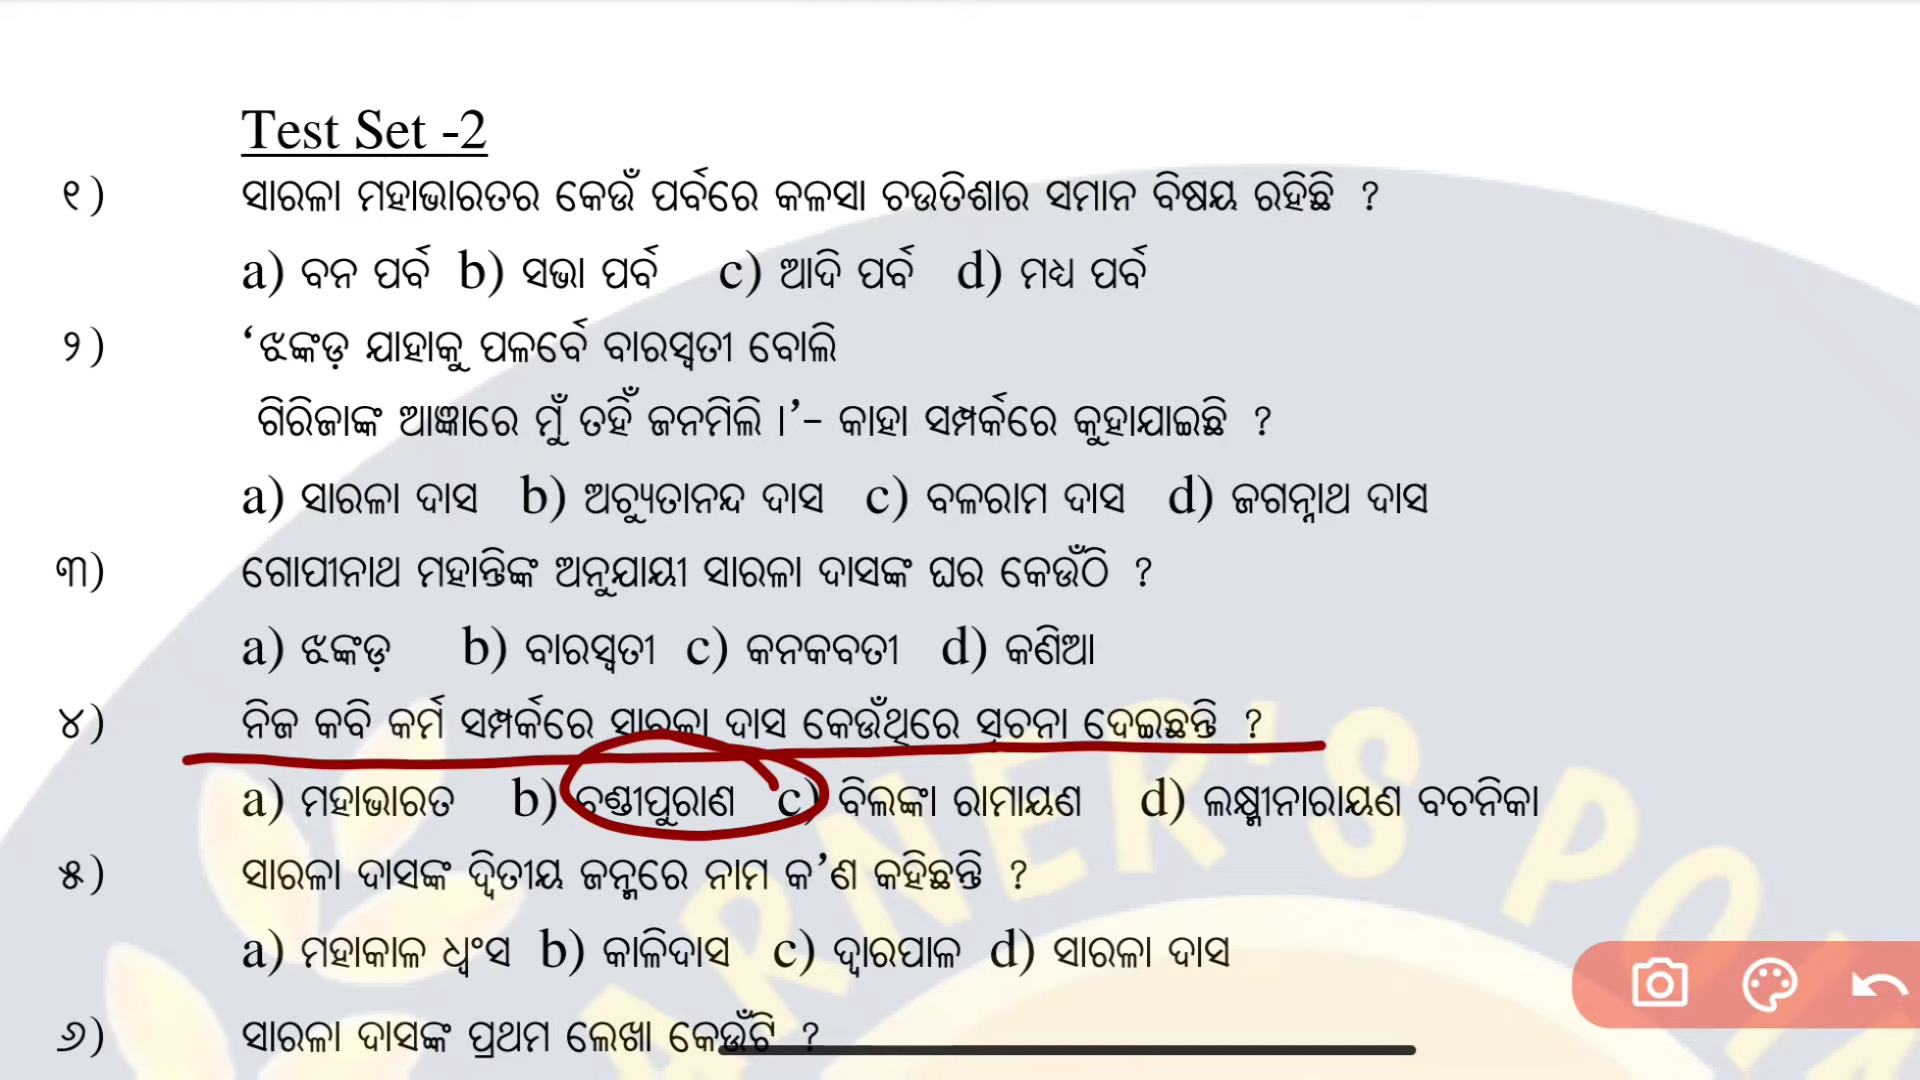 Test Set -2
୧) ସାରଳା ମହାଭାରତର କେଉଁ ପର୍ବରେ କଳସା ଚଉତିଶାର ସମାନ ବିଷୟ ରହିଛି ?
a) ବନ ପର୍ବ b) ସଭା ପର୍ବ c) ଆଦି ପର୍ବ d) ମଧ୍ୟ ପର୍ବ
୨) ‘ଝଙ୍କଡ଼ ଯାହାକୁ ପଳର୍ବେ ବାରସ୍ୱତୀ ବୋଲି
ଗିରିଜାଙ୍କ ଆଜ୍ଞାରେ ମୁଁ ତହିଁ ଜନମିଲି ।’– କାହା ସମ୍ପର୍କରେ କୁହାଯାଇଛି ?
a) ସାରଳା ଦାସ b) ଅଚ୍ୟୁତାନନ୍ଦ ଦାସ c) ବଳରାମ ଦାସ d) ଜଗନ୍ନାଥ ଦାସ
୩) ଗୋପୀନାଥ ମହାନ୍ତିଙ୍କ ଅନୁଯାୟୀ ସାରଳା ଦାସଙ୍କ ଘର କେଉଁଠି ?
a) ଝଙ୍କଡ଼ b) ବାରସ୍ୱତୀ c) କନକବତୀ d) କଣିଆ
୪) ନିଜ କବି କର୍ମ ସମ୍ପର୍କରେ ସାରଳା ଦାସ କେଉଁଥିରେ ସୂଚନା ଦେଇଛନ୍ତି ?
a) ମହାଭାରତ b) ଚଣ୍ଡୀପୁରାଣ c) ବିଲଙ୍କା ରାମାୟଣ d) ଲକ୍ଷ୍ମୀନାରାୟଣ ବଚନିକା
୫) ସାରଳା ଦାସଙ୍କ ଦ୍ୱିତୀୟ ଜନ୍ମରେ ନାମ କ’ଣ କହିଛନ୍ତି ?
a) ମହାକାଳ ଧ୍ୱଂସ b) କାଳିଦାସ c) ଦ୍ୱାରପାଳ d) ସାରଳା ଦାସ
୬) ସାରଳା ଦାସଙ୍କ ପ୍ରଥମ ଲେଖା କେଉଁଟି ?